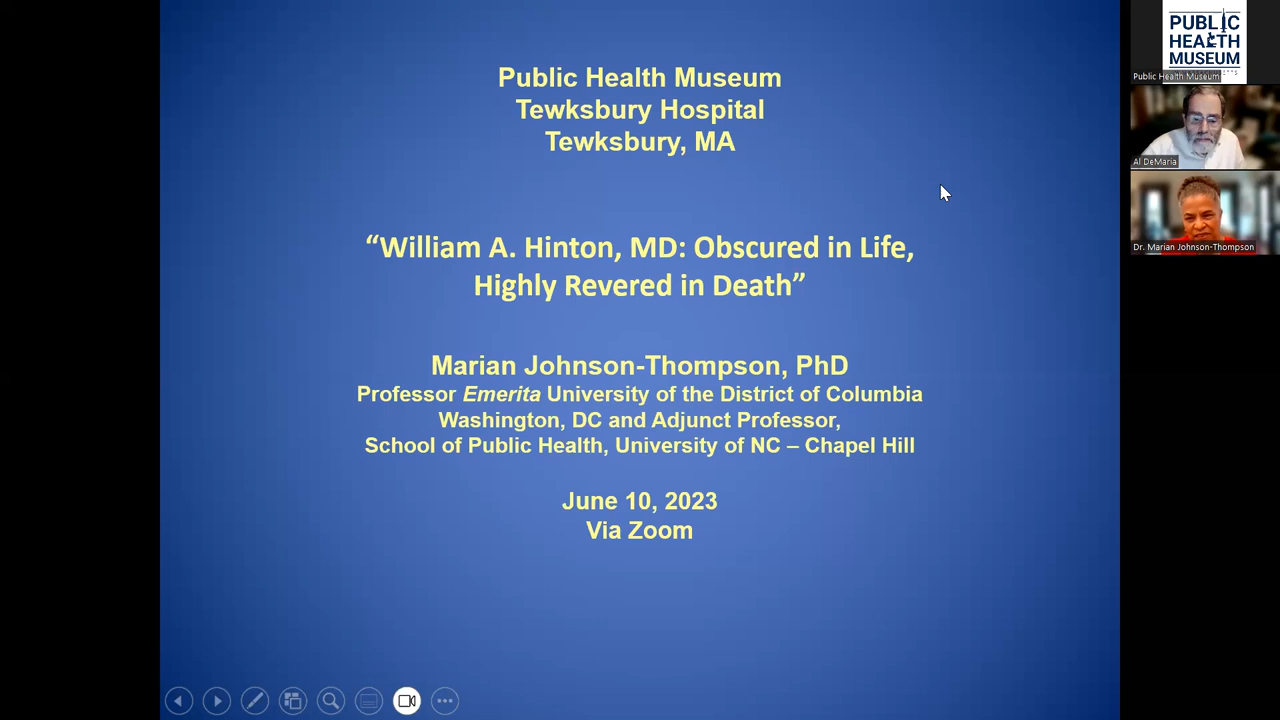 Public Health Museum
Tewksbury Hospital
Tewksbury, MA
“William A. Hinton, MD: Obscured in Life,
Highly Revered in Death”
Marian Johnson-Thompson, PhD
Professor Emerita University of the District of Columbia
Washington, DC and Adjunct Professor,
School of Public Health, University of NC – Chapel Hill
June 10, 2023
Via Zoom
PUBLIC
HEALTH
MUSEUM
Public Health Museum
Al DeMaria
Dr. Marian Johnson-Thompson